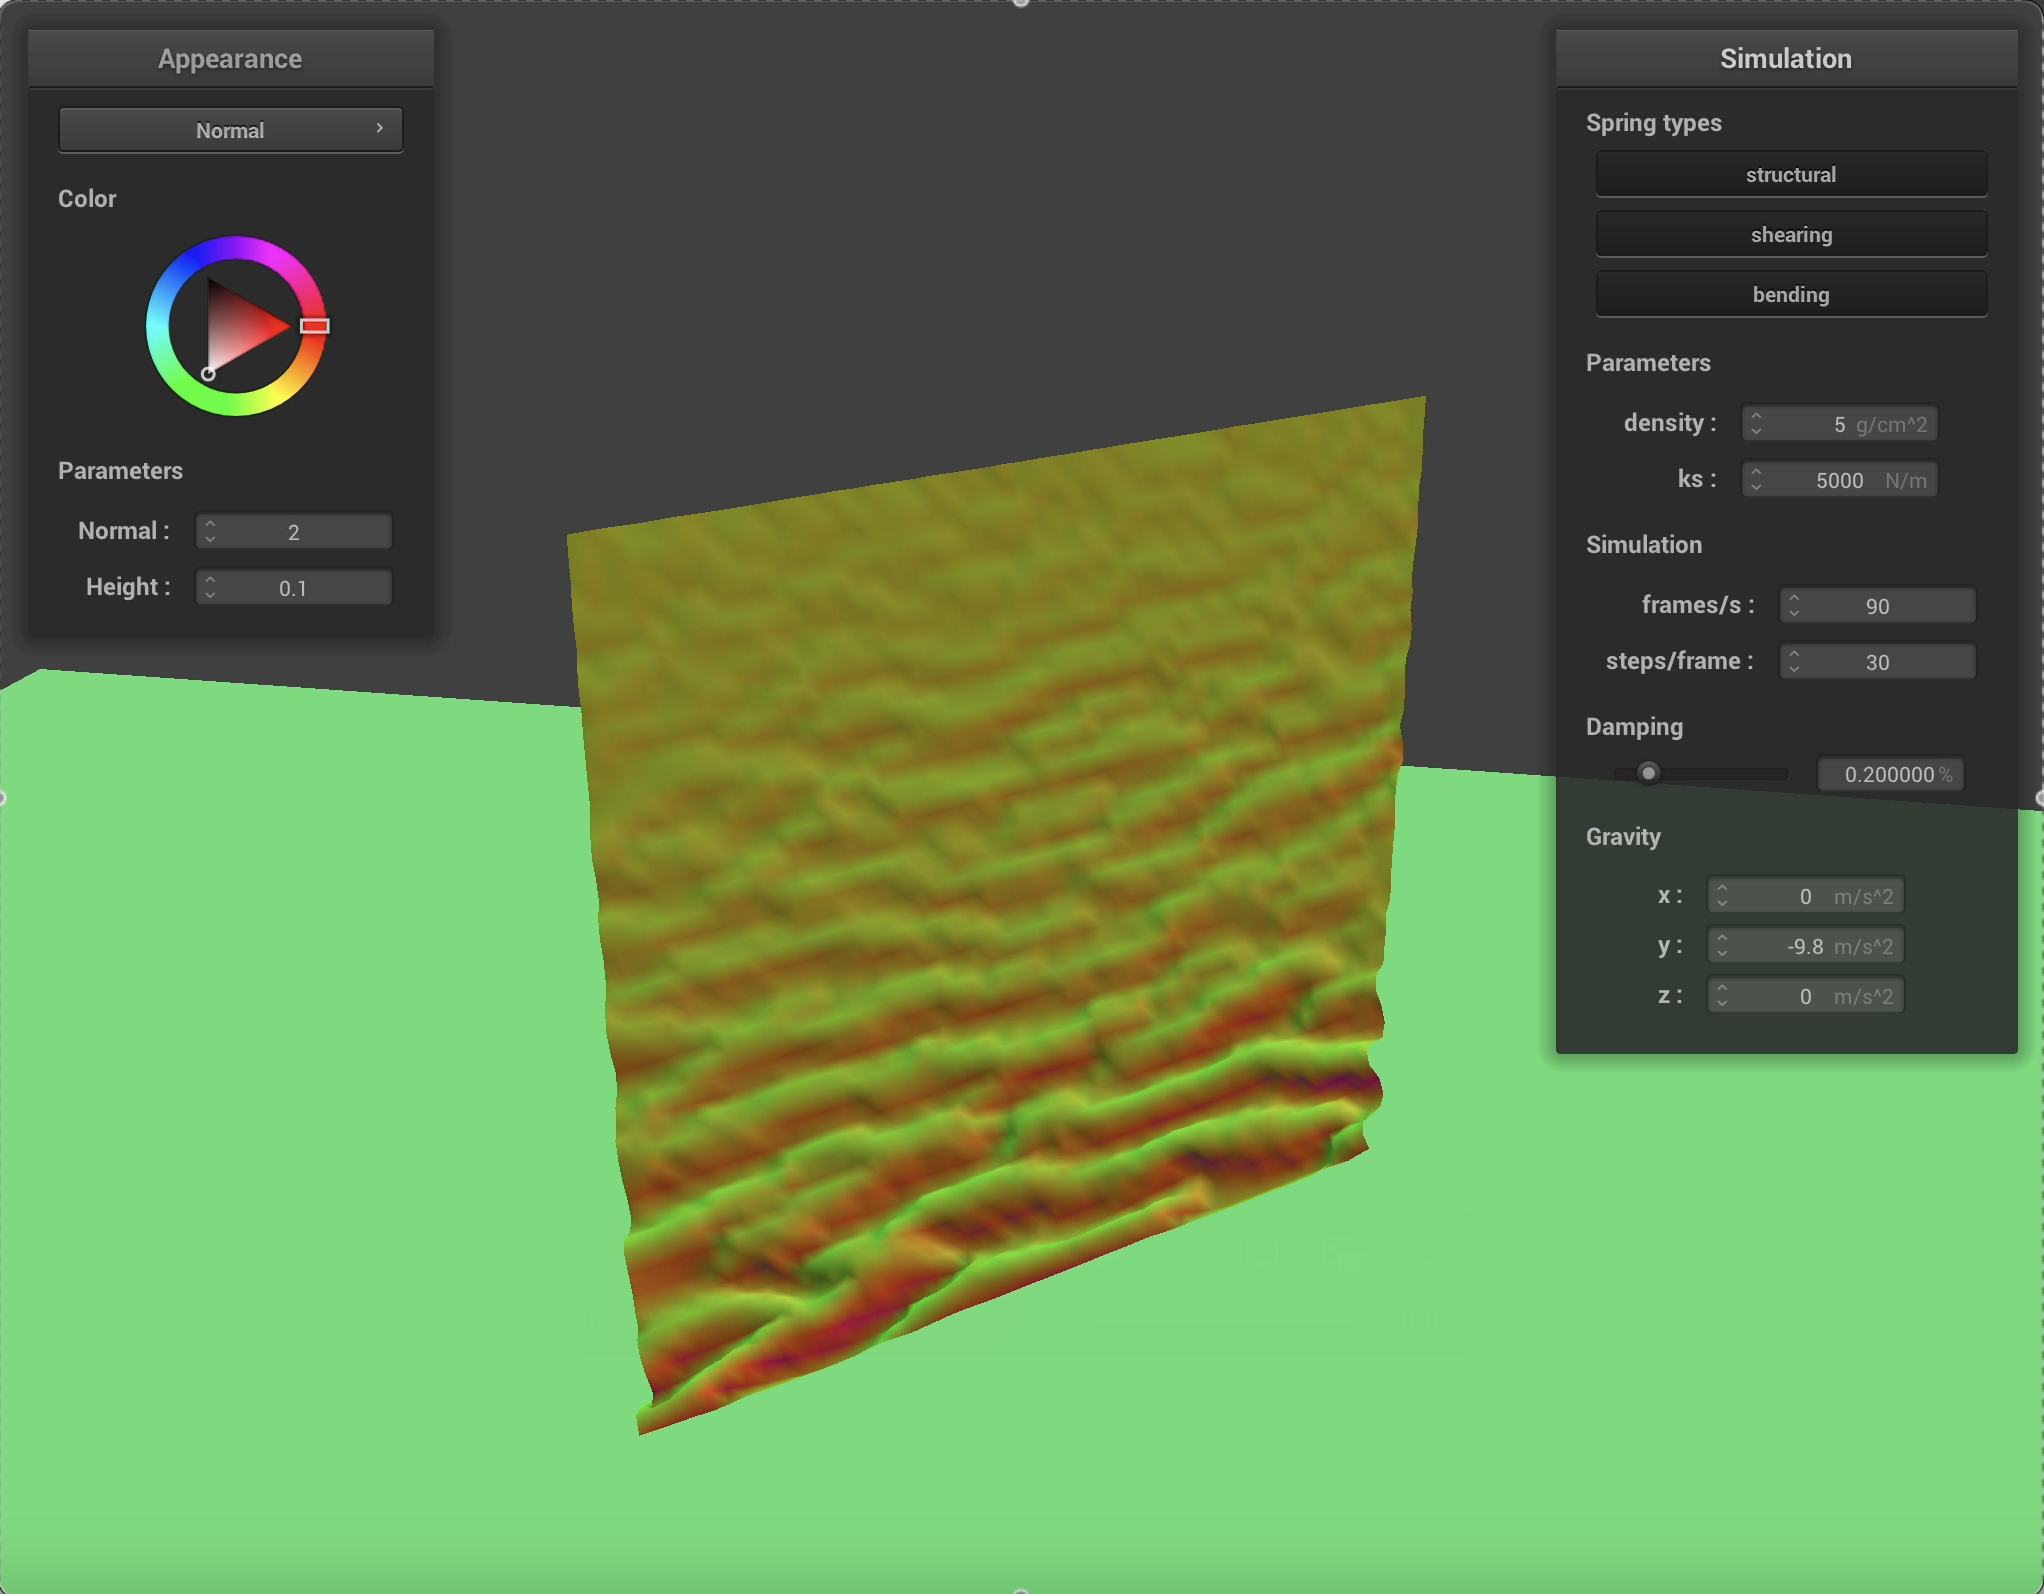 Appearance
Normal
Color
Parameters
Normal : 2
Height : 0.1
Simulation
Spring types
structural
shearing
bending
Parameters
density : 5 g/cm^2
ks : 5000 N/m
Simulation
frames/s : 90
steps/frame : 30
Damping
0.200000 %
Gravity
x : 0 m/s^2
y : -9.8 m/s^2
z : 0 m/s^2